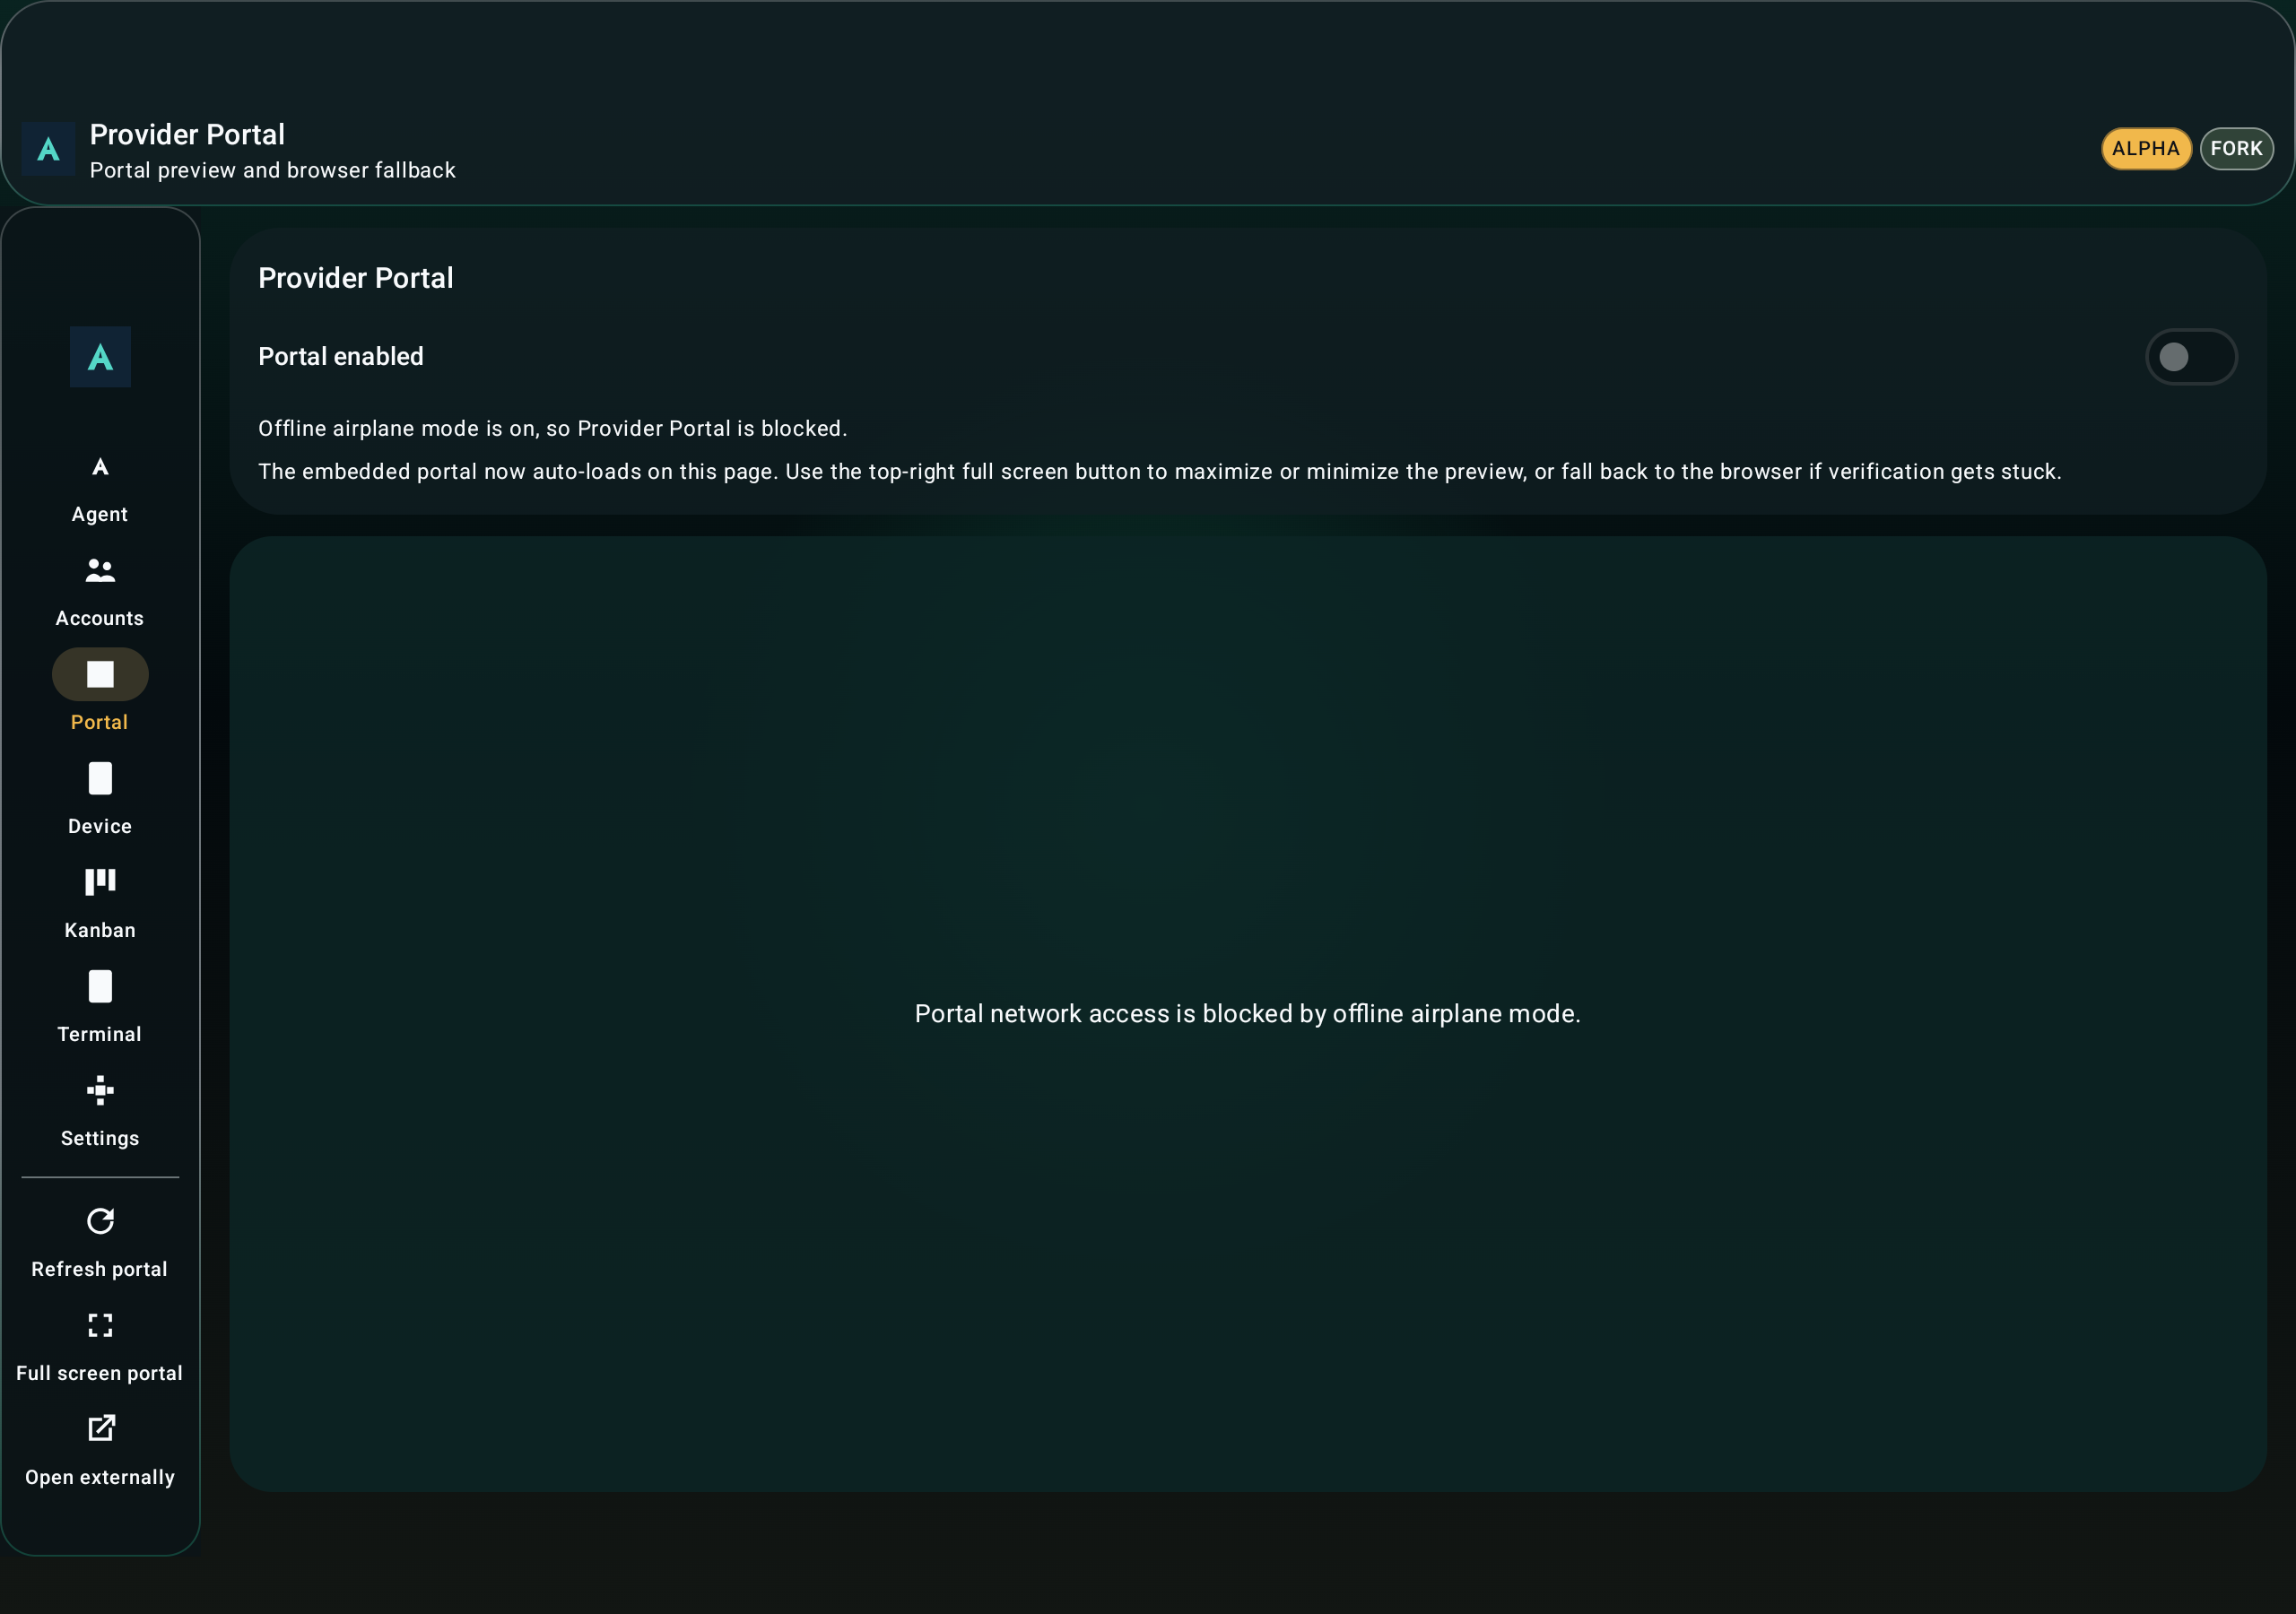 Provider Portal
Portal preview and browser fallback
ALPHA
FORK
Agent
Accounts
Portal
Device
Kanban
Terminal
Settings
Refresh portal
Full screen portal
Open externally
Provider Portal
Portal enabled
Offline airplane mode is on, so Provider Portal is blocked.
The embedded portal now auto-loads on this page. Use the top-right full screen button to maximize or minimize the preview, or fall back to the browser if verification gets stuck.
Portal network access is blocked by offline airplane mode.